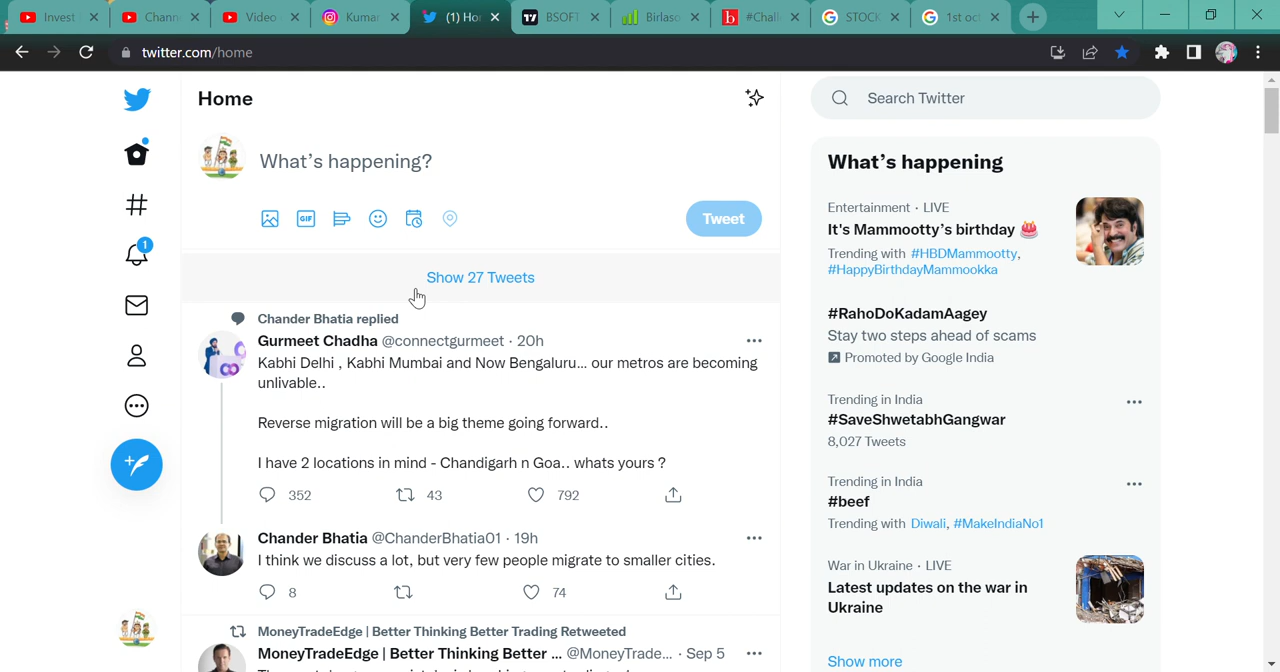 Invest
Chann
Video
Kumar
(1) Ho
BSOFT
Birlaso
#Chall
STOCK
1st oct
twitter.com/home
Home
Search Twitter
What's happening?
GIF
Tweet
1
Show 27 Tweets
Chander Bhatia replied
Gurmeet Chadha @connectgurmeet · 20h
Kabhi Delhi , Kabhi Mumbai and Now Bengaluru... our metros are becoming
unlivable..
Reverse migration will be a big theme going forward..
I have 2 locations in mind - Chandigarh n Goa.. whats yours ?
352 43 792
Chander Bhatia @ChanderBhatia01 · 19h
I think we discuss a lot, but very few people migrate to smaller cities.
8 74
MoneyTradeEdge | Better Thinking Better Trading Retweeted
MoneyTradeEdge | Better Thinking Better ... @MoneyTrade... · Sep 5
What's happening
Entertainment · LIVE
It's Mammootty's birthday 🎂
Trending with #HBDMammootty,
#HappyBirthdayMammookka
#RahoDoKadamAagey
Stay two steps ahead of scams
Promoted by Google India
Trending in India
#SaveShwetabhGangwar
8,027 Tweets
Trending in India
#beef
Trending with Diwali, #MakeIndiaNo1
War in Ukraine · LIVE
Latest updates on the war in
Ukraine
Show more